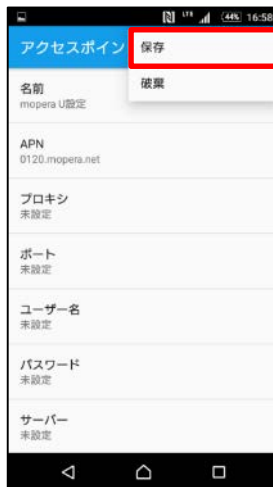 LTE 44% 16:58
アクセスポイン
保存
破棄
名前
mopera U設定
APN
0120.mopera.net
プロキシ
未設定
ポート
未設定
ユーザー名
未設定
パスワード
未設定
サーバー
未設定